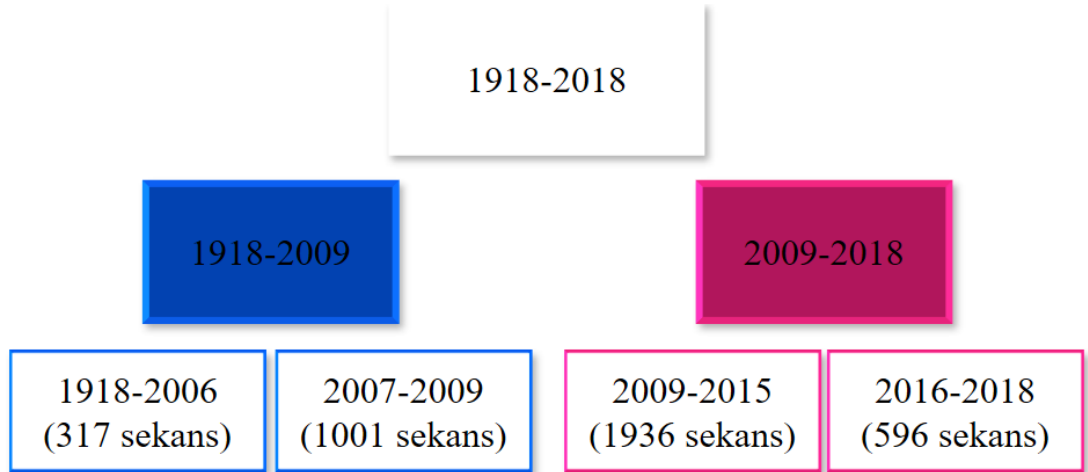 1918-2018
1918-2009
2009-2018
1918-2006
(317 sekans)
2007-2009
(1001 sekans)
2009-2015
(1936 sekans)
2016-2018
(596 sekans)